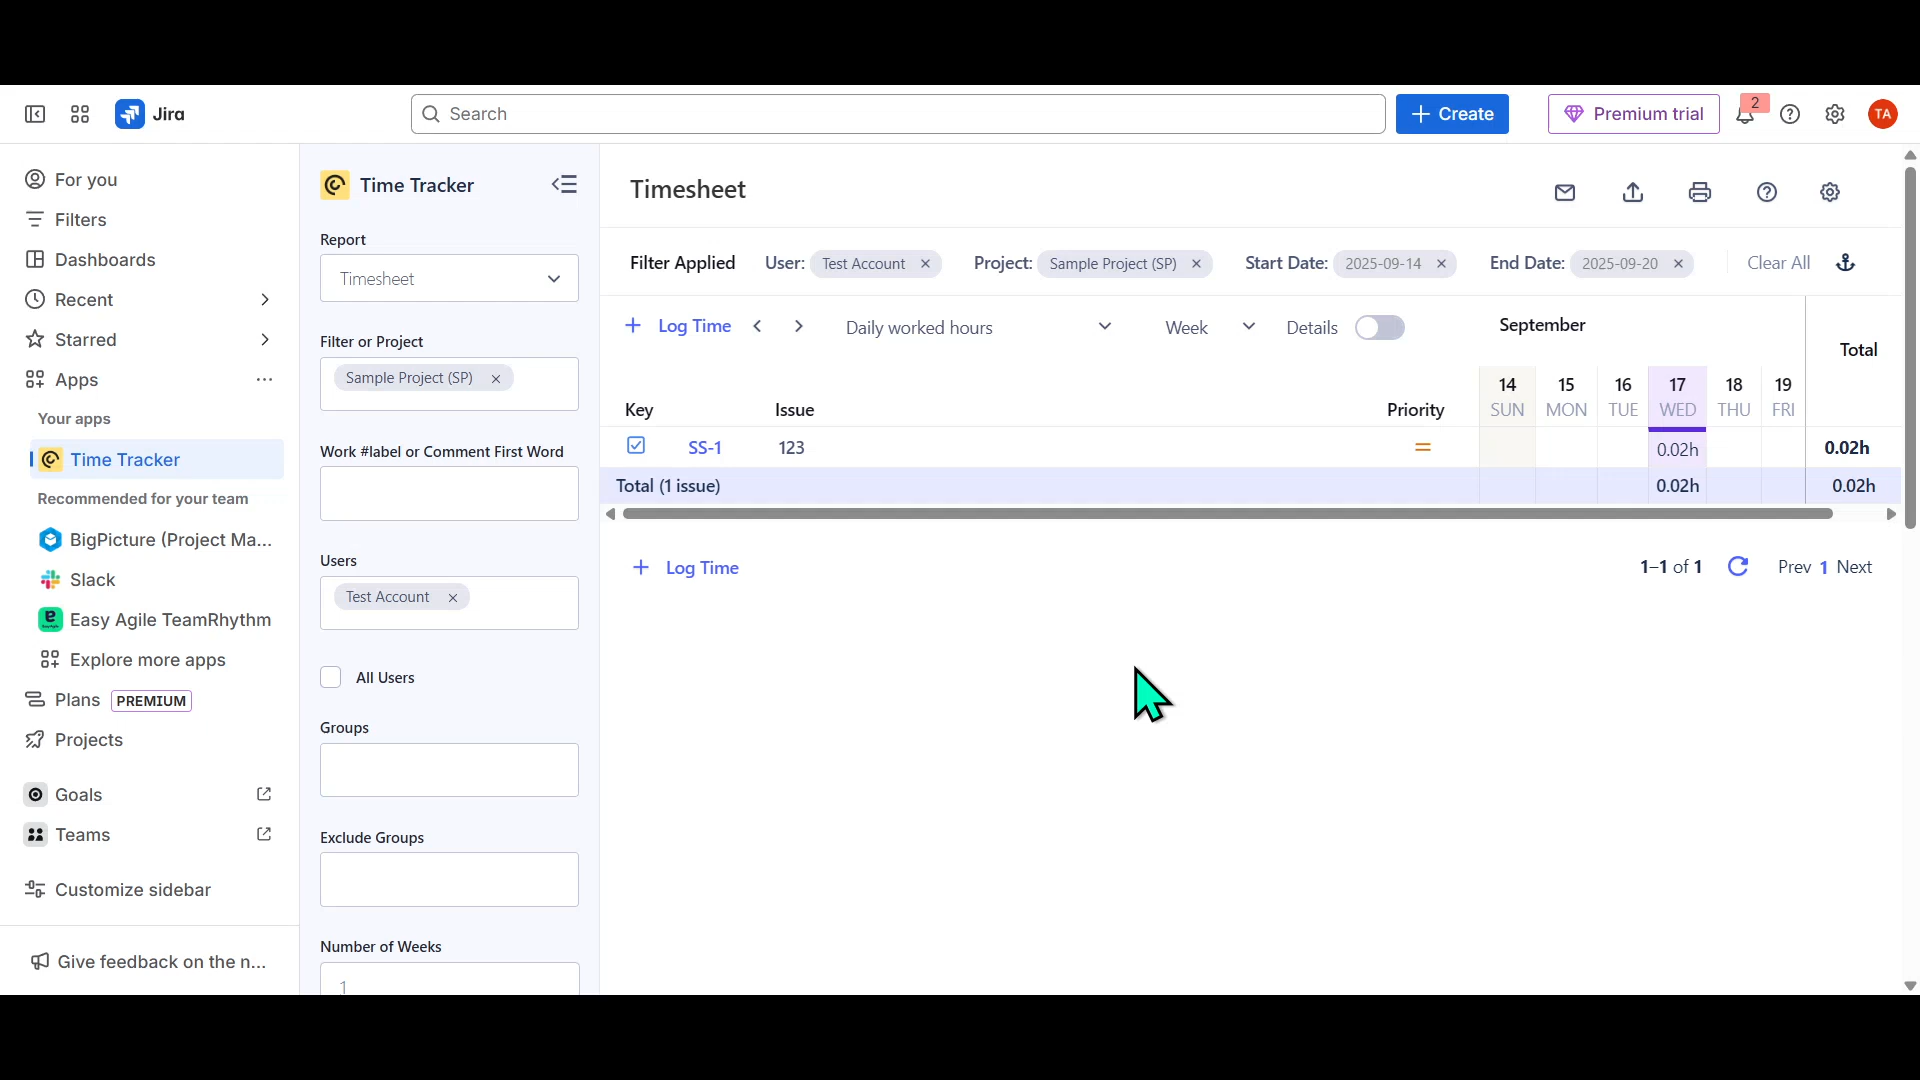 Jira
Search
Create
Premium trial
2
TA
For you
Filters
Dashboards
Recent
Starred
Apps
Your apps
Time Tracker
Recommended for your team
BigPicture (Project Ma...
Slack
Easy Agile TeamRhythm
Explore more apps
Plans PREMIUM
Projects
Goals
Teams
Customize sidebar
Give feedback on the n...
Time Tracker
Report
Timesheet
Filter or Project
Sample Project (SP)
Work #label or Comment First Word
Users
Test Account
All Users
Groups
Exclude Groups
Number of Weeks
1
Timesheet
Filter Applied User: Test Account Project: Sample Project (SP) Start Date: 2025-09-14 End Date: 2025-09-20 Clear All
Log Time Daily worked hours Week Details September
Total
14 15 16 17 18 19
Key Issue Priority SUN MON TUE WED THU FRI
SS-1 123 0.02h 0.02h
Total (1 issue) 0.02h 0.02h
Log Time 1–1 of 1 Prev 1 Next